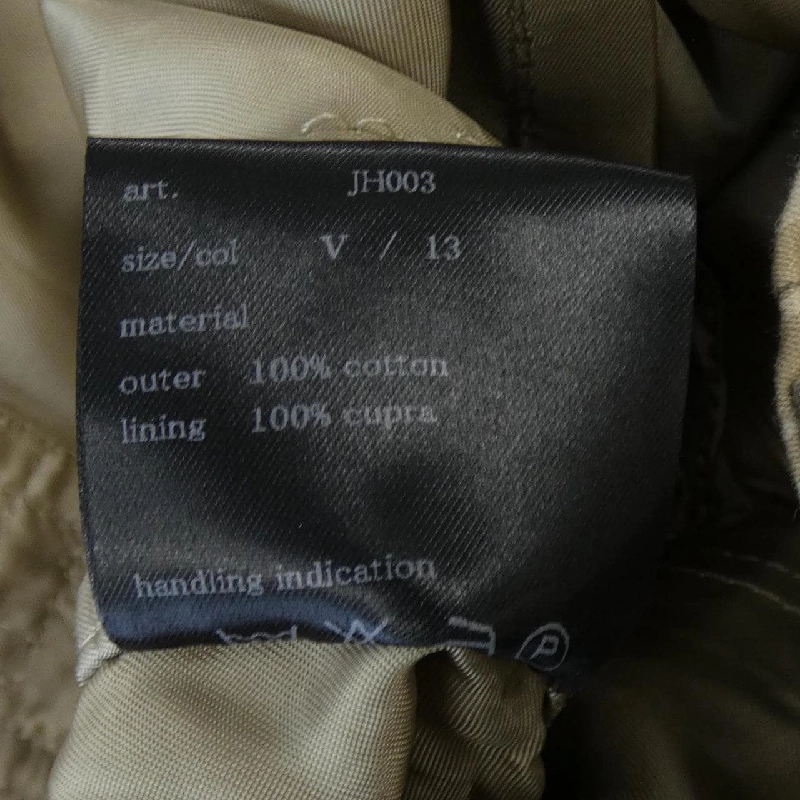 art. JH003
size/col V / 13
material
outer 100% cotton
lining 100% cupra
handling indication
P